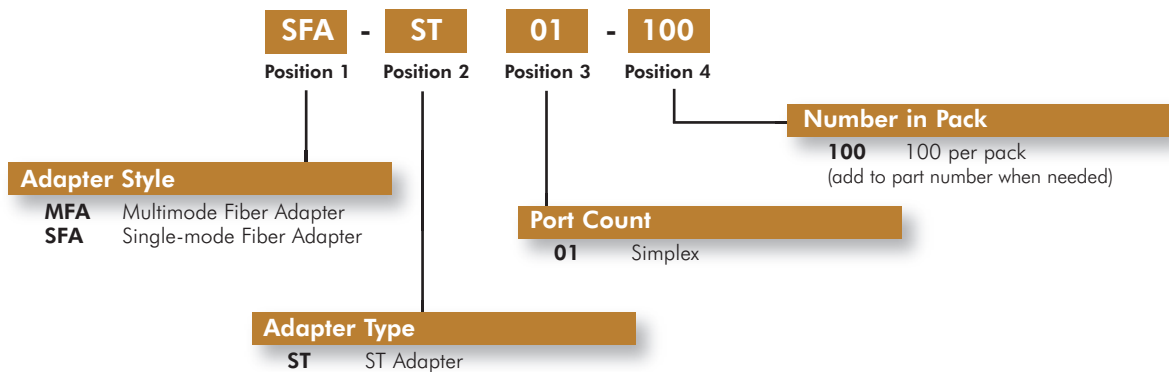 SFA - ST 01 - 100
Position 1 Position 2 Position 3 Position 4
Number in Pack
100 100 per pack
(add to part number when needed)
Adapter Style
MFA Multimode Fiber Adapter
SFA Single-mode Fiber Adapter
Port Count
01 Simplex
Adapter Type
ST ST Adapter